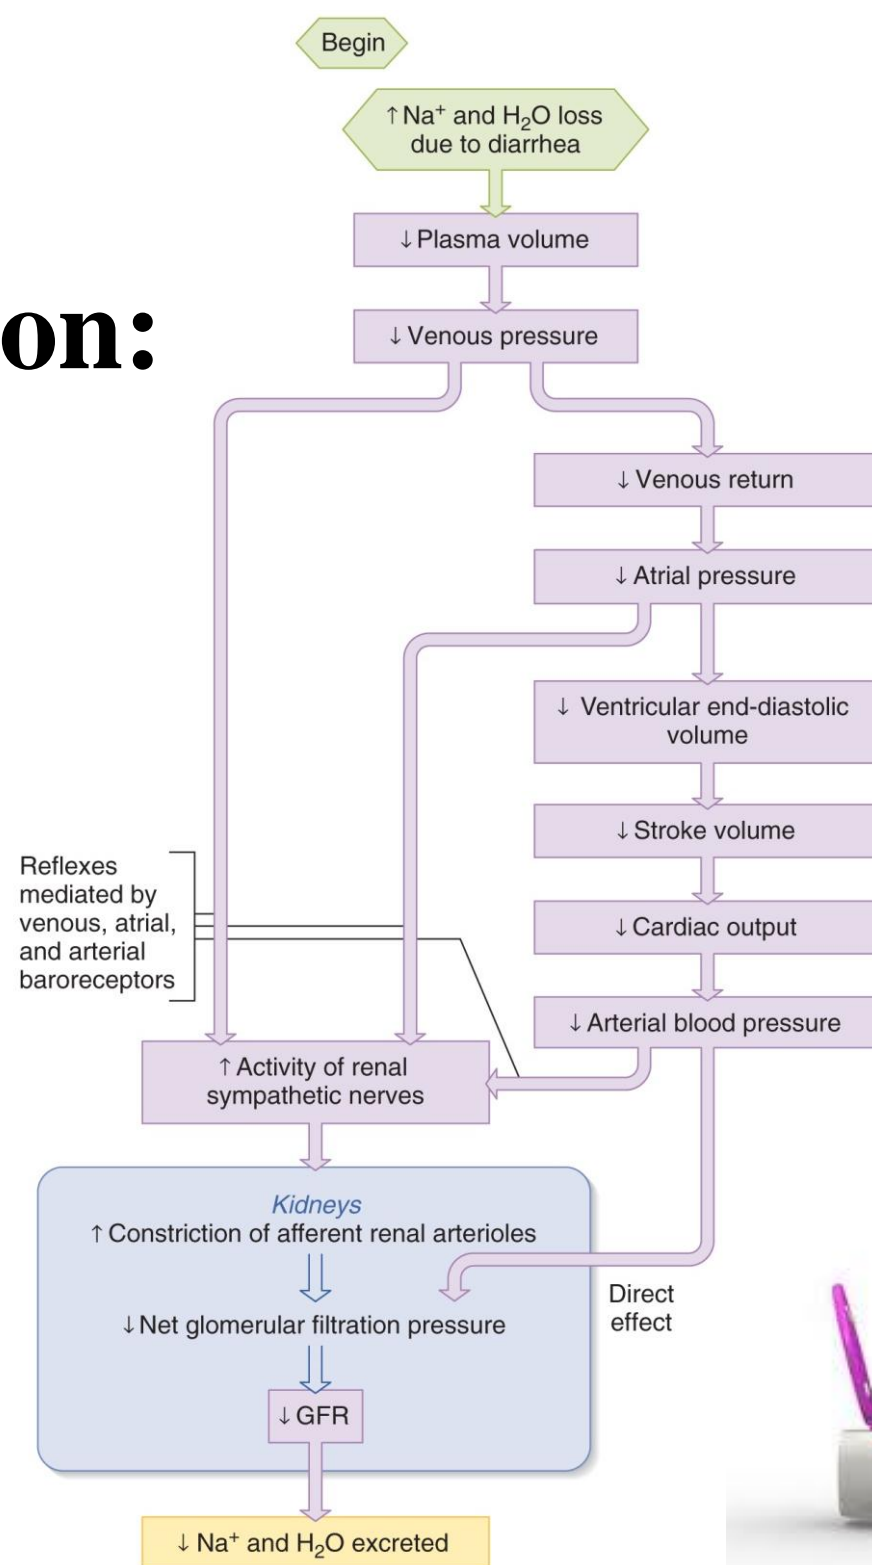 Begin
↑Na⁺ and H₂O loss
due to diarrhea
↓Plasma volume
on:
↓Venous pressure
↓Venous return
↓Atrial pressure
↓ Ventricular end-diastolic
volume
↓Stroke volume
Reflexes
mediated by
venous, atrial,
and arterial
baroreceptors
↓Cardiac output
↓Arterial blood pressure
↑Activity of renal
sympathetic nerves
Kidneys
↑Constriction of afferent renal arterioles
Direct
effect
↓Net glomerular filtration pressure
↓GFR
↓Na⁺ and H₂O excreted